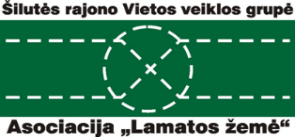 Šilutės rajono Vietos veiklos grupė
Asociacija „Lamatos žemė“